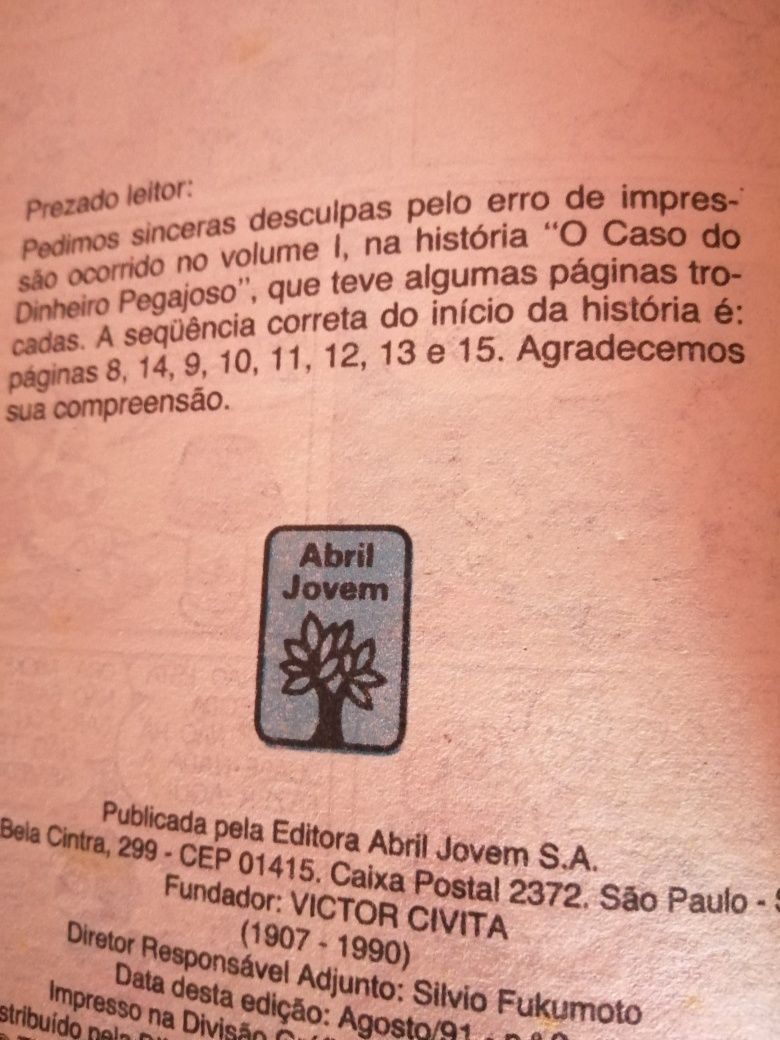 Prezado leitor:
Pedimos sinceras desculpas pelo erro de impres-
são ocorrido no volume I, na história "O Caso do
Dinheiro Pegajoso", que teve algumas páginas tro-
cadas. A seqüência correta do início da história é:
páginas 8, 14, 9, 10, 11, 12, 13 e 15. Agradecemos
sua compreensão.
Abril
Jovem
Publicada pela Editora Abril Jovem S.A.
Bela Cintra, 299 - CEP 01415. Caixa Postal 2372. São Paulo -
Fundador: VICTOR CIVITA
(1907 - 1990)
Diretor Responsável Adjunto: Silvio Fukumoto
Data desta edição: Agosto/91 -
Impresso na Divisão
pela